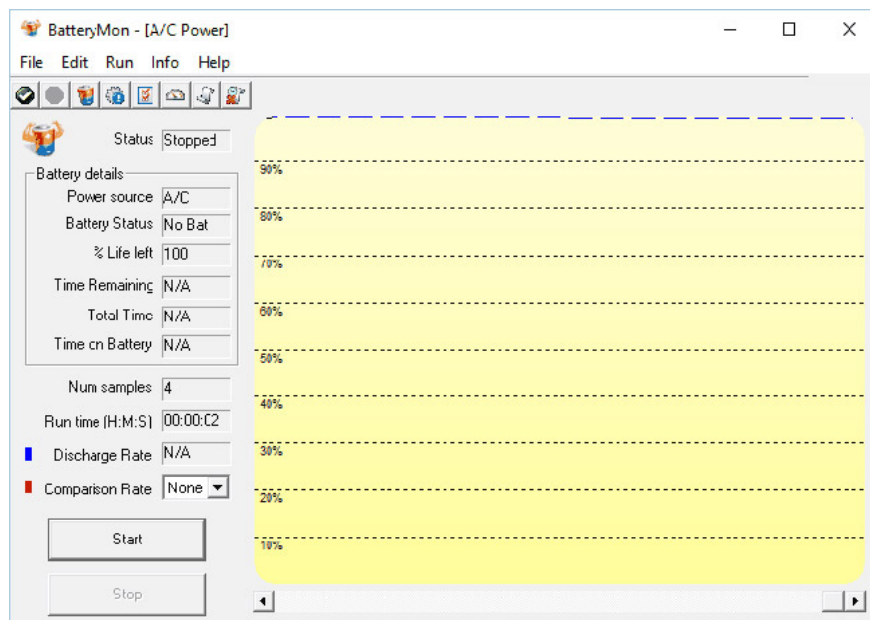 BatteryMon - [A/C Power]
File Edit Run Info Help
Status Stopped
Battery details
Power source A/C
Battery Status No Bat
% Life left 100
Time Remaining N/A
Total Time N/A
Time on Battery N/A
Num samples 4
Run time (H:M:S) 00:00:02
Discharge Rate N/A
Comparison Rate None
Start
Stop
90%
80%
70%
60%
50%
40%
30%
20%
10%